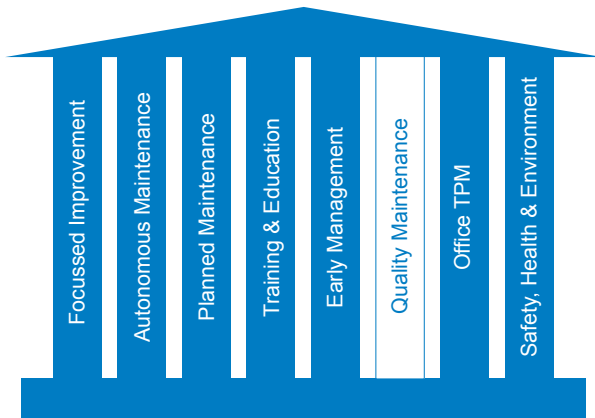 Focussed Improvement
Autonomous Maintenance
Planned Maintenance
Training & Education
Early Management
Quality Maintenance
Office TPM
Safety, Health & Environment